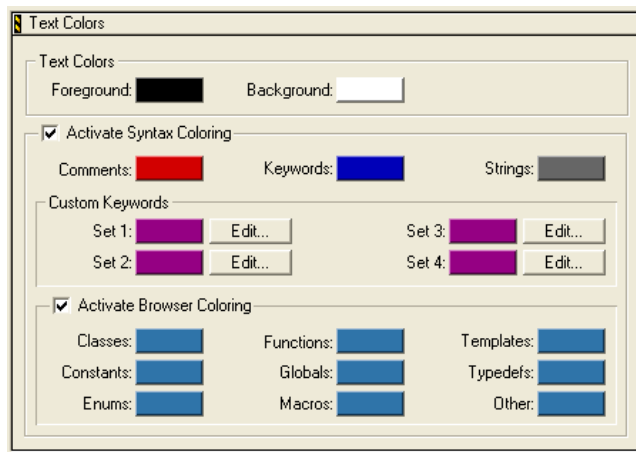 Text Colors
Text Colors
Foreground: Background:
Activate Syntax Coloring
Comments: Keywords: Strings:
Custom Keywords
Set 1: Edit... Set 3: Edit...
Set 2: Edit... Set 4: Edit...
Activate Browser Coloring
Classes: Functions: Templates:
Constants: Globals: Typedefs:
Enums: Macros: Other: